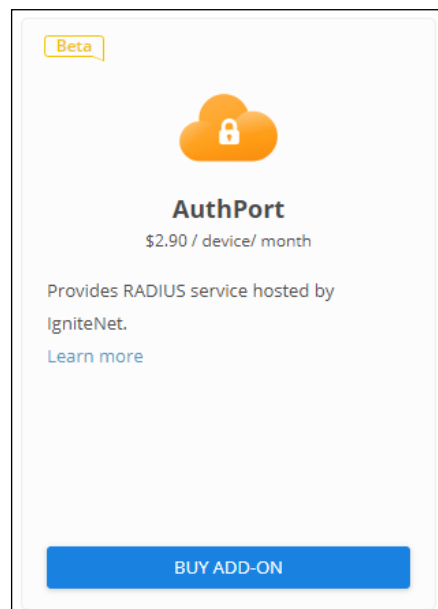 Beta
AuthPort
$2.90 / device/ month
Provides RADIUS service hosted by
IgniteNet.
Learn more
BUY ADD-ON